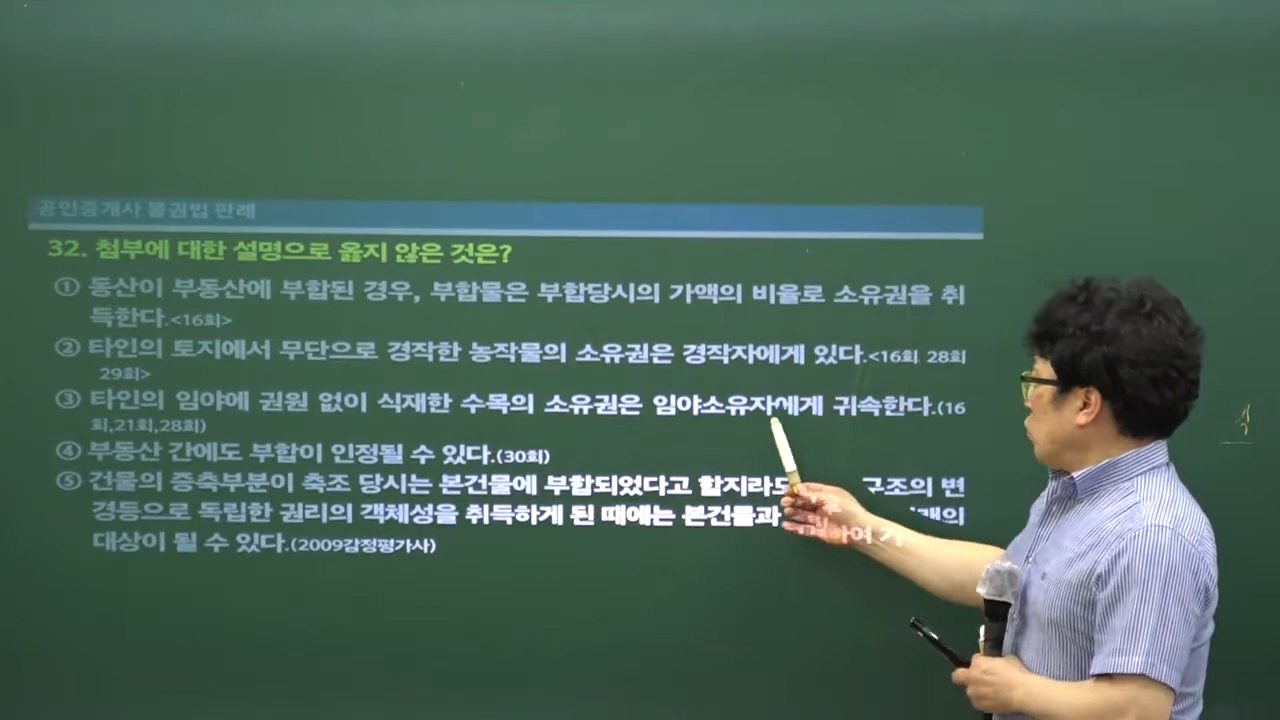 공인중개사 물권법 판례
32. 첨부에 대한 설명으로 옳지 않은 것은?
① 동산이 부동산에 부합된 경우, 부합물은 부합당시의 가액의 비율로 소유권을 취
득한다.<16회>
② 타인의 토지에서 무단으로 경작한 농작물의 소유권은 경작자에게 있다.<16회 28회
29회>
③ 타인의 임야에 권원 없이 식재한 수목의 소유권은 임야소유자에게 귀속한다.(16
회,21회,28회)
④ 부동산 간에도 부합이 인정될 수 있다.(30회)
⑤ 건물의 증축부분이 축조 당시는 본건물에 부합되었다고 할지라도 구조의 변
경등으로 독립한 권리의 객체성을 취득하게 된 때에는 본건물과
대상이 될 수 있다.(2009감정평가사)